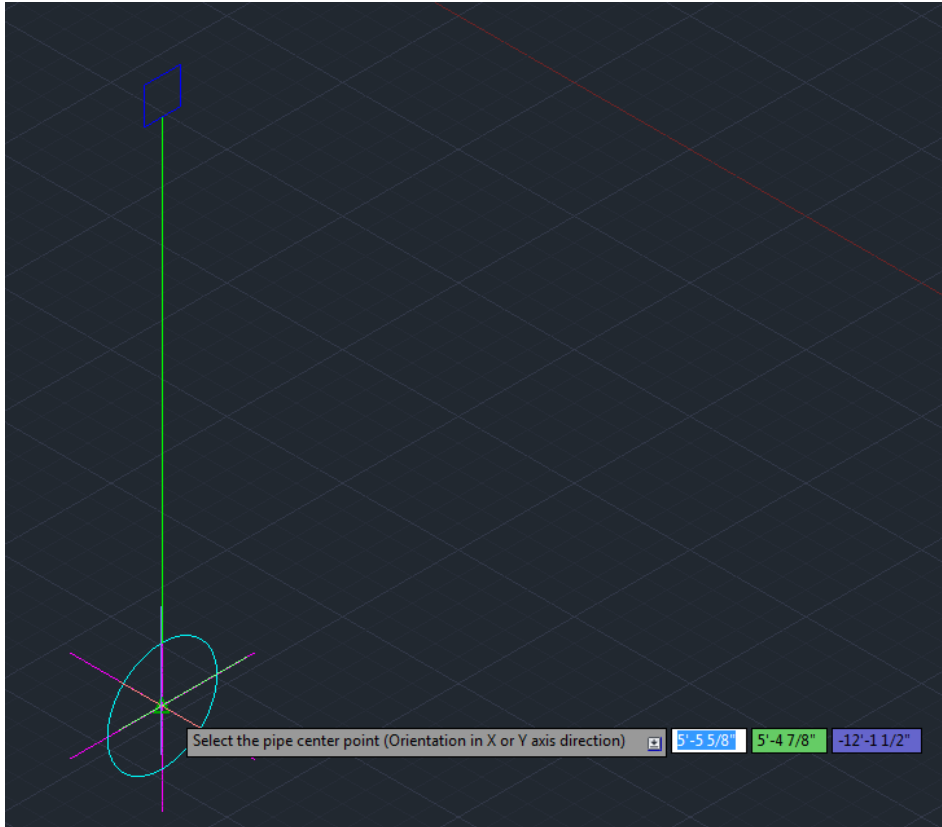 Select the pipe center point (Orientation in X or Y axis direction) 5'-5 5/8" 5'-4 7/8" -12'-1 1/2"